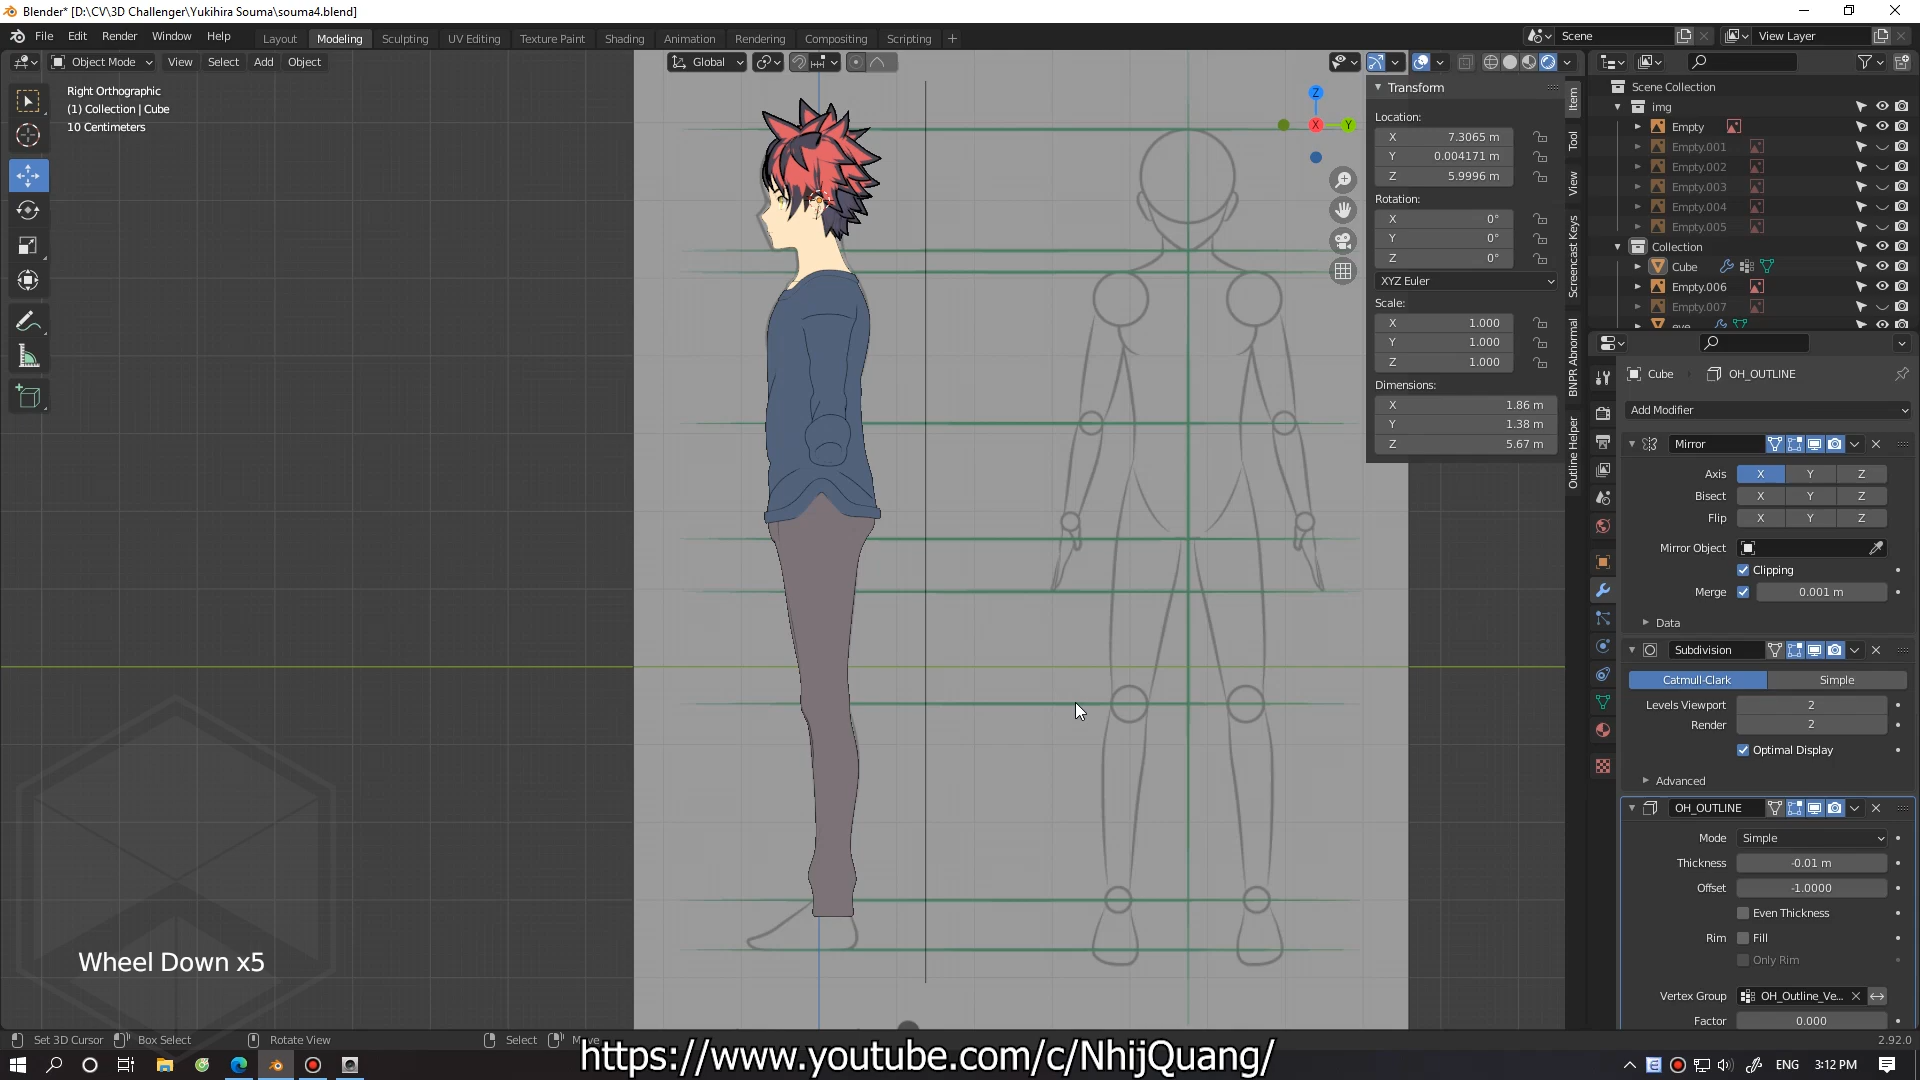 Blender* [D:\CV\3D Challenger\Yukihira Souma\souma4.blend]
File Edit Render Window Help Layout Modeling Sculpting UV Editing Texture Paint Shading Animation Rendering Compositing Scripting + Scene View Layer
Object Mode View Select Add Object Global
Right Orthographic
(1) Collection | Cube
10 Centimeters
Z
X
Y
Transform
Location:
X 7.3065 m
Y 0.004171 m
Z 5.9996 m
Rotation:
X 0°
Y 0°
Z 0°
XYZ Euler
Scale:
X 1.000
Y 1.000
Z 1.000
Dimensions:
X 1.86 m
Y 1.38 m
Z 5.67 m
Item
Tool
View
Screencast Keys
BNPR Abnormal
Outline Helper
Scene Collection
img
Empty
Empty.001
Empty.002
Empty.003
Empty.004
Empty.005
Collection
Cube
Empty.006
Empty.007
eye
Cube OH_OUTLINE
Add Modifier
Mirror
Axis X Y Z
Bisect X Y Z
Flip X Y Z
Mirror Object
Clipping
Merge 0.001 m
Data
Subdivision
Catmull-Clark Simple
Levels Viewport 2
Render 2
Optimal Display
Advanced
OH_OUTLINE
Mode Simple
Thickness -0.01 m
Offset -1.0000
Even Thickness
Rim Fill
Only Rim
Vertex Group OH_Outline_Ve...
Factor 0.000
Wheel Down x5
Set 3D Cursor Box Select Rotate View Select Move 2.92.0
https://www.youtube.com/c/NhijQuang/
ENG 3:12 PM